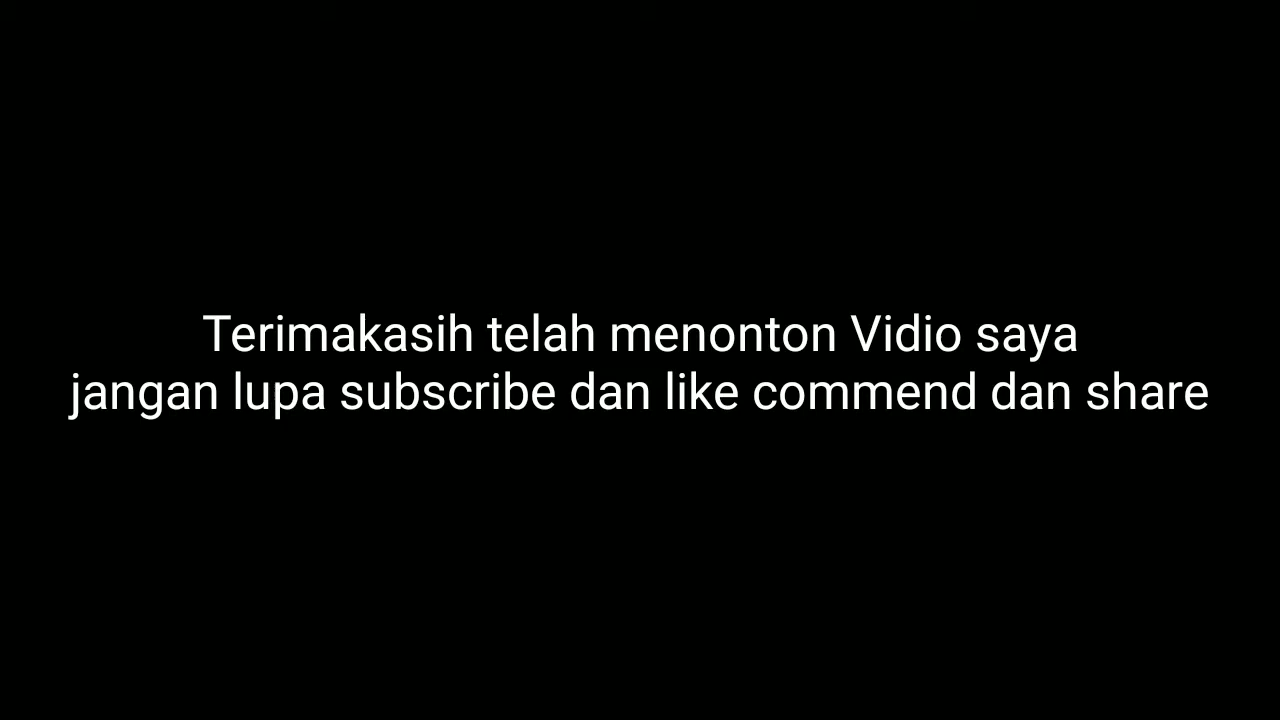 Terimakasih telah menonton Vidio saya
jangan lupa subscribe dan like commend dan share